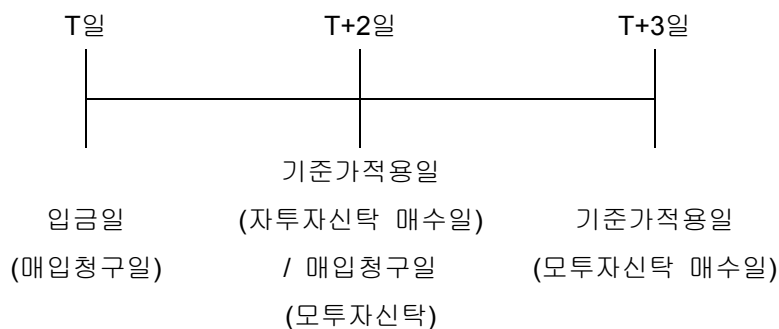 T일 T+2일 T+3일
기준가적용일
입금일 (자투자신탁 매수일) 기준가적용일
(매입청구일) / 매입청구일 (모투자신탁 매수일)
(모투자신탁)